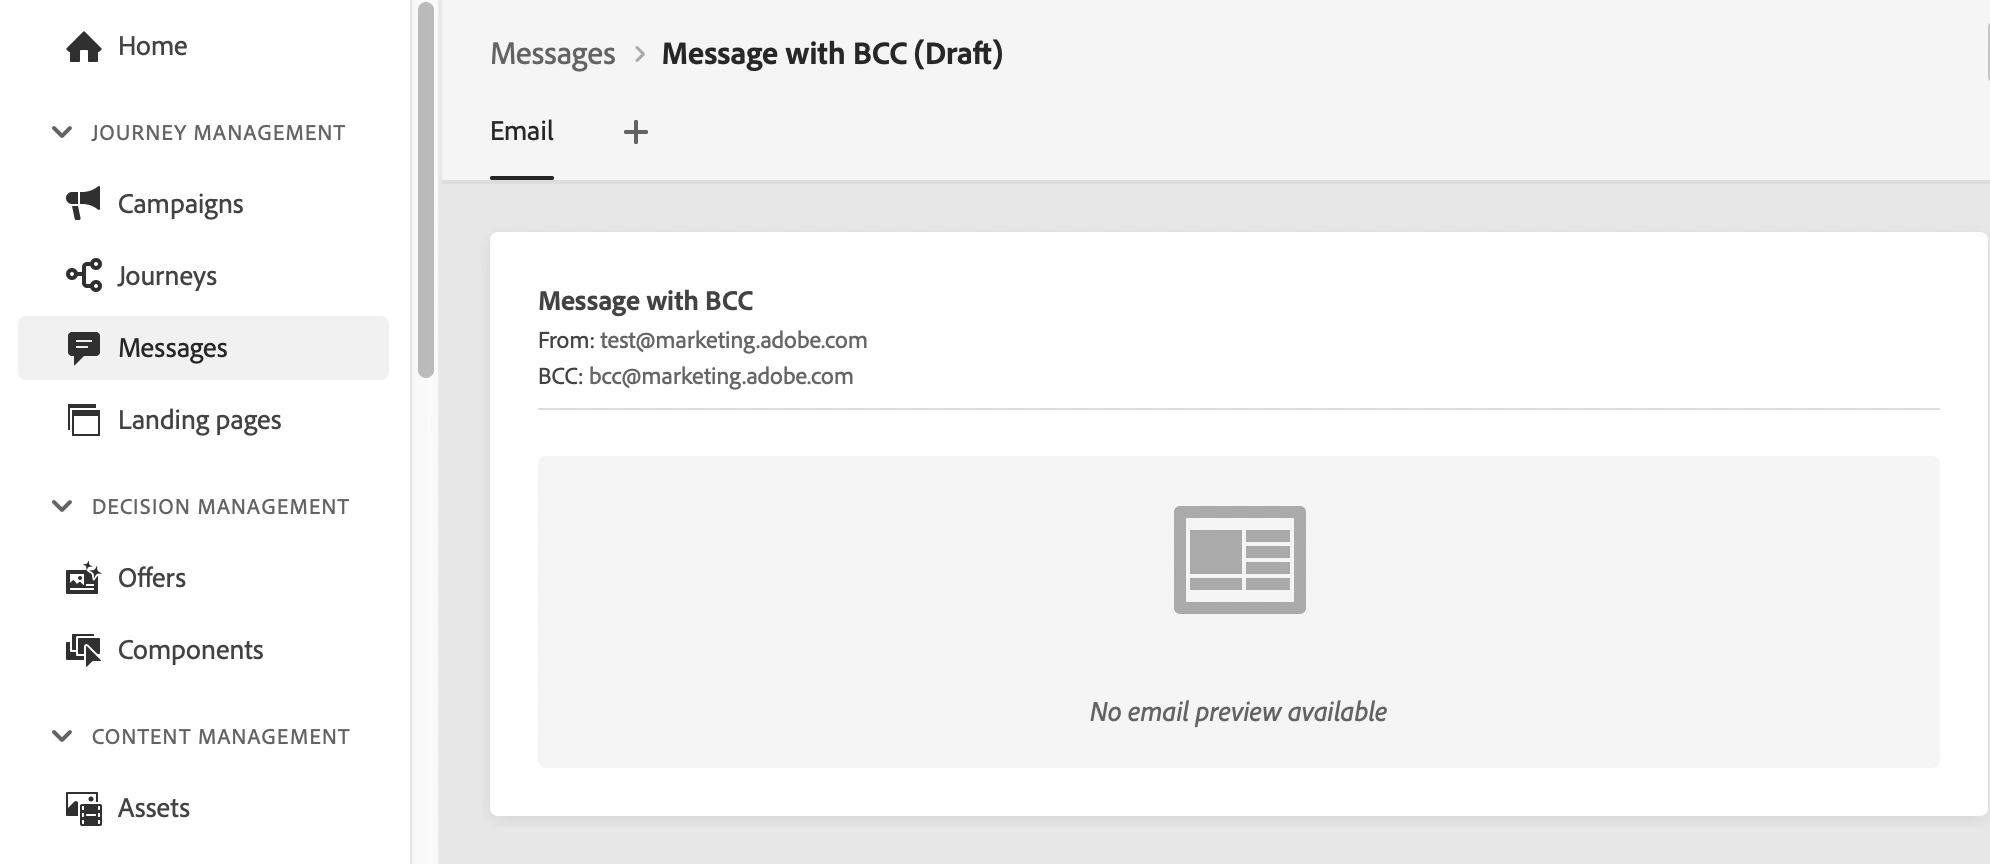 Home
JOURNEY MANAGEMENT
Campaigns
Journeys
Messages
Landing pages
DECISION MANAGEMENT
Offers
Components
CONTENT MANAGEMENT
Assets
Messages > Message with BCC (Draft)
Email +
Message with BCC
From: test@marketing.adobe.com
BCC: bcc@marketing.adobe.com
No email preview available